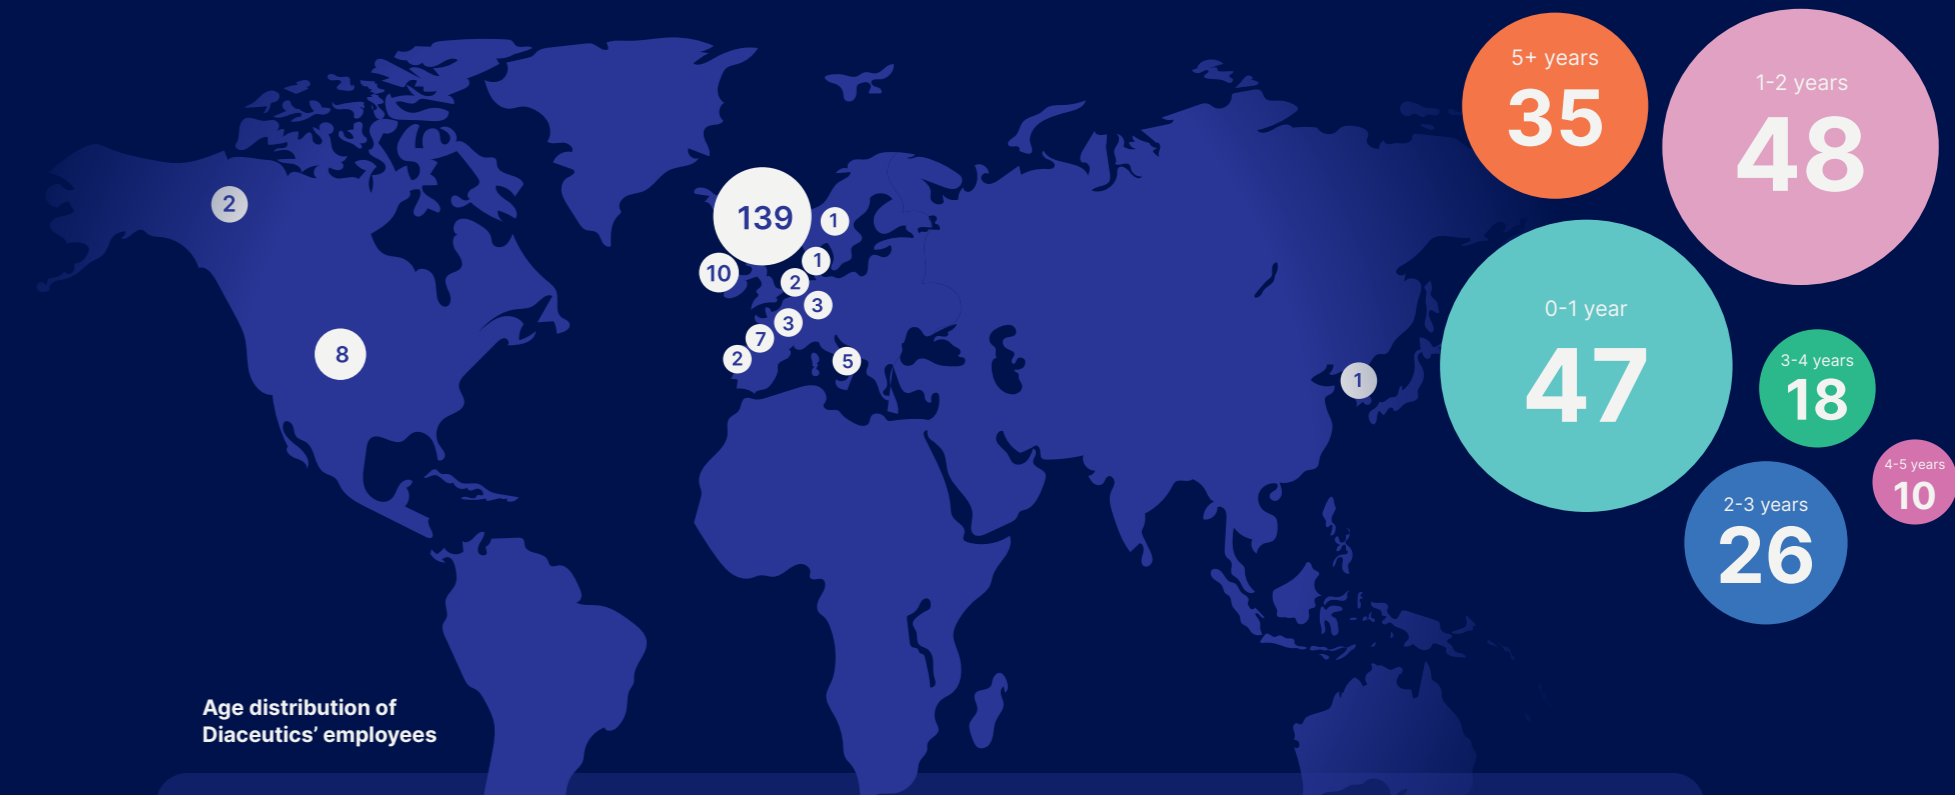 2
8
139
10
1
1
2
3
3
7
2
5
1
5+ years
35
1-2 years
48
0-1 year
47
3-4 years
18
4-5 years
10
2-3 years
26
Age distribution of
Diaceutics’ employees